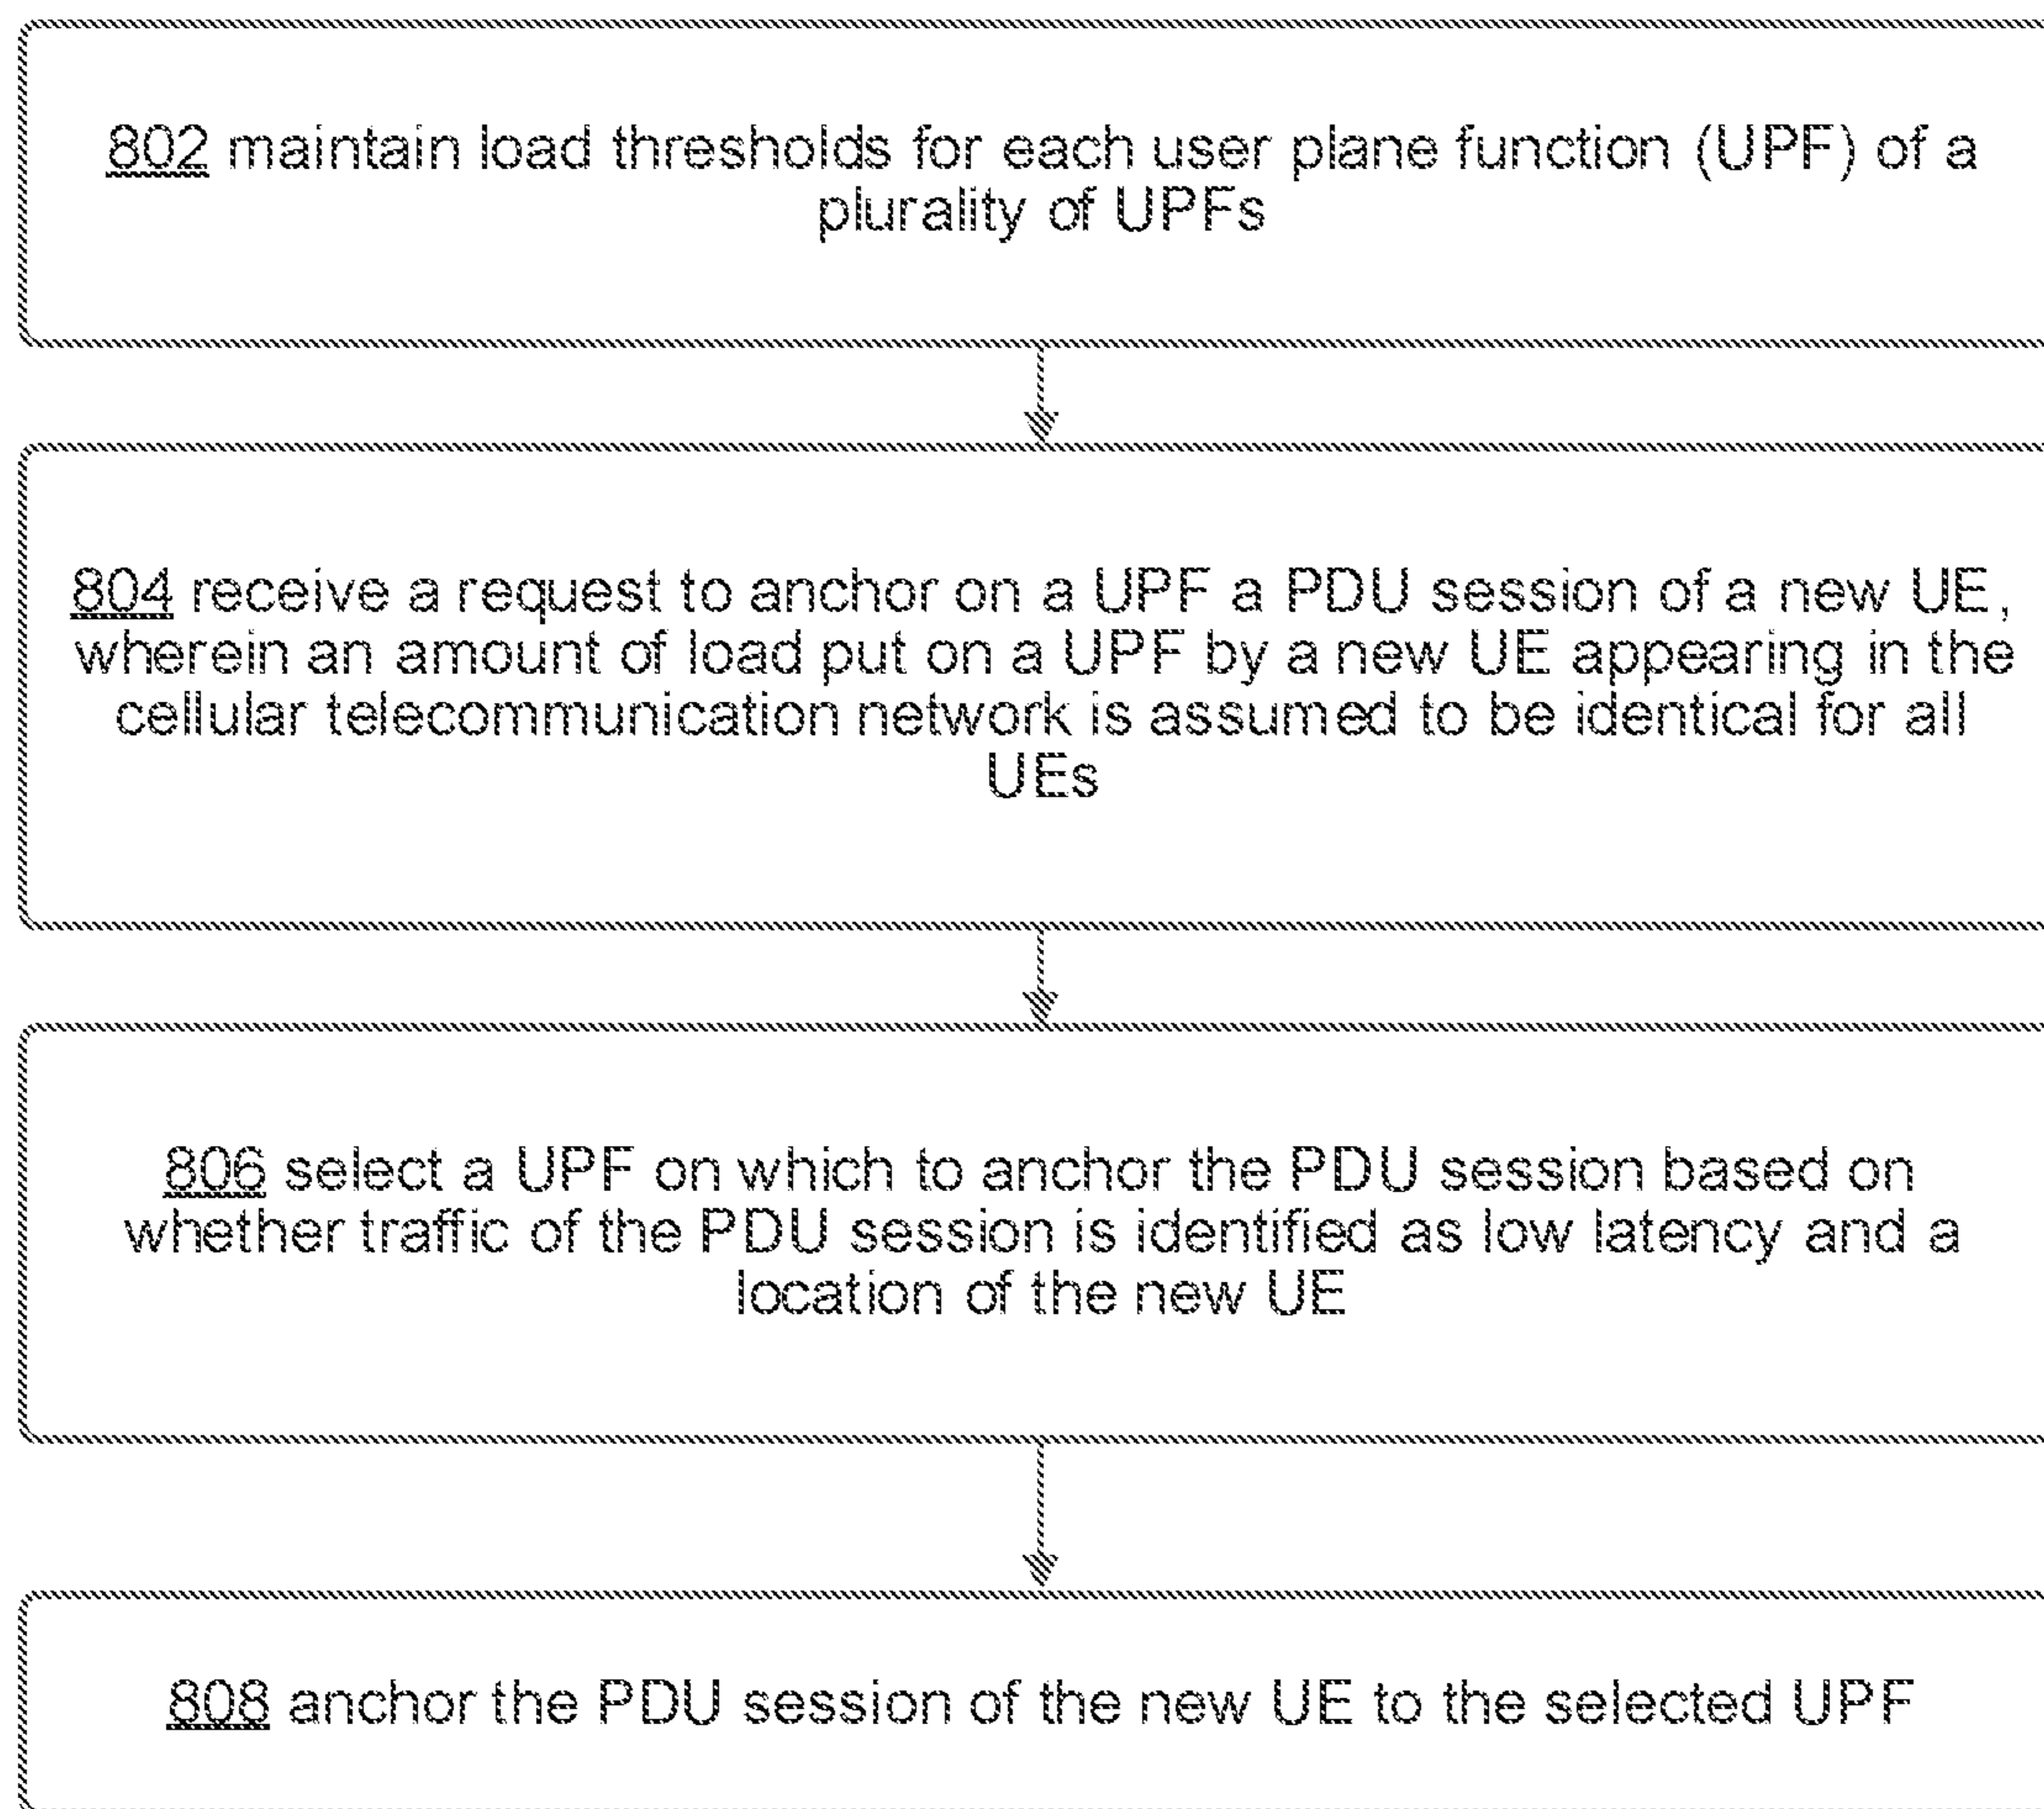 802 maintain load thresholds for each user plane function (UPF) of a
plurality of UPFs
804 receive a request to anchor on a UPF a PDU session of a new UE,
wherein an amount of load put on a UPF by a new UE appearing in the
cellular telecommunication network is assumed to be identical for all
UEs
806 select a UPF on which to anchor the PDU session based on
whether traffic of the PDU session is identified as low latency and a
location of the new UE
808 anchor the PDU session of the new UE to the selected UPF